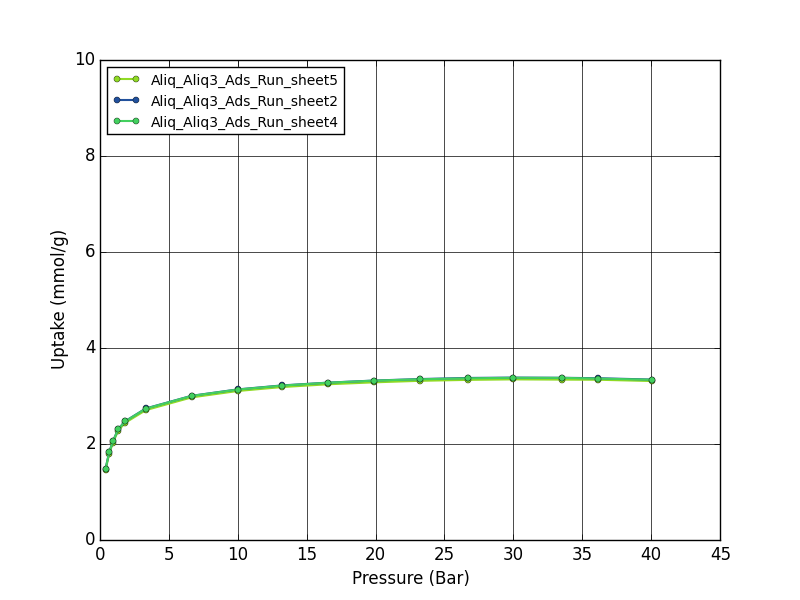 10
8
6
4
2
0
Uptake (mmol/g)
Aliq_Aliq3_Ads_Run_sheet5
Aliq_Aliq3_Ads_Run_sheet2
Aliq_Aliq3_Ads_Run_sheet4
0 5 10 15 20 25 30 35 40 45
Pressure (Bar)